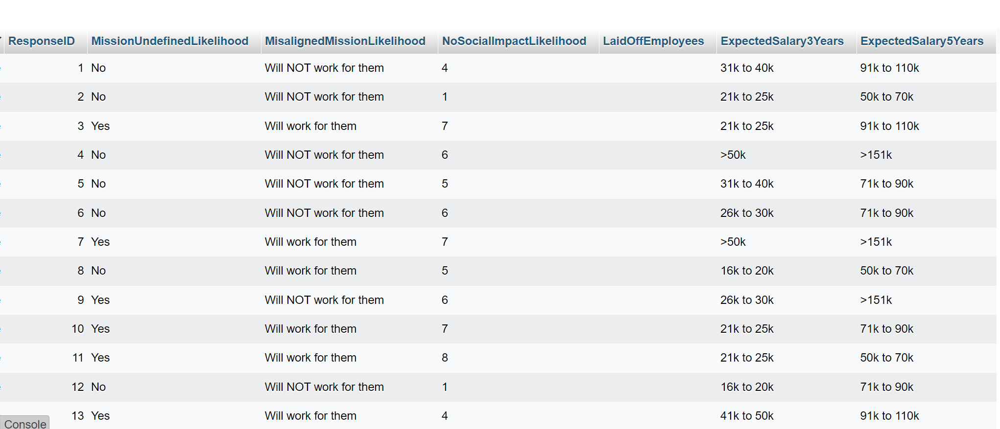 ResponseID MissionUndefinedLikelihood MisalignedMissionLikelihood NoSocialImpactLikelihood LaidOffEmployees ExpectedSalary3Years ExpectedSalary5Years
1 No Will NOT work for them 4 31k to 40k 91k to 110k
2 No Will NOT work for them 1 21k to 25k 50k to 70k
3 Yes Will work for them 7 21k to 25k 91k to 110k
4 No Will NOT work for them 6 >50k >151k
5 No Will NOT work for them 5 31k to 40k 71k to 90k
6 No Will NOT work for them 6 26k to 30k 71k to 90k
7 Yes Will work for them 7 >50k >151k
8 No Will work for them 5 16k to 20k 50k to 70k
9 Yes Will NOT work for them 6 26k to 30k >151k
10 Yes Will work for them 7 21k to 25k 71k to 90k
11 Yes Will work for them 8 21k to 25k 50k to 70k
12 No Will NOT work for them 1 16k to 20k 71k to 90k
13 Yes Will work for them 4 41k to 50k 91k to 110k
Console